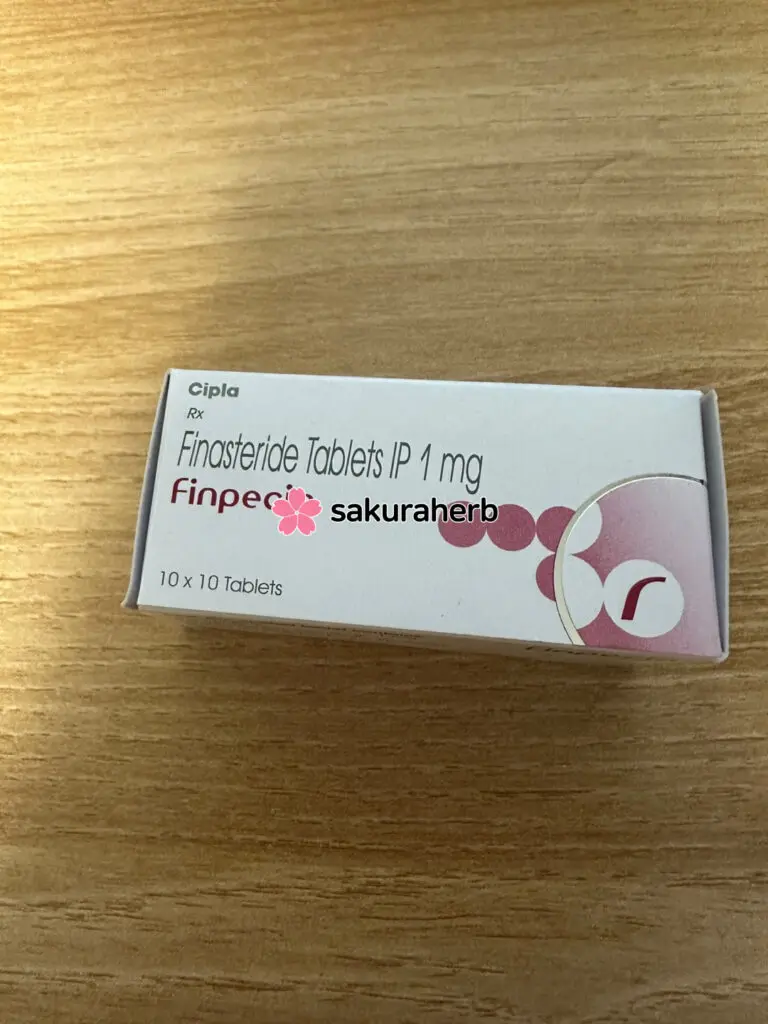 Cipla
Rx
Finasteride Tablets IP 1 mg
sakuraherb
10 x 10 Tablets